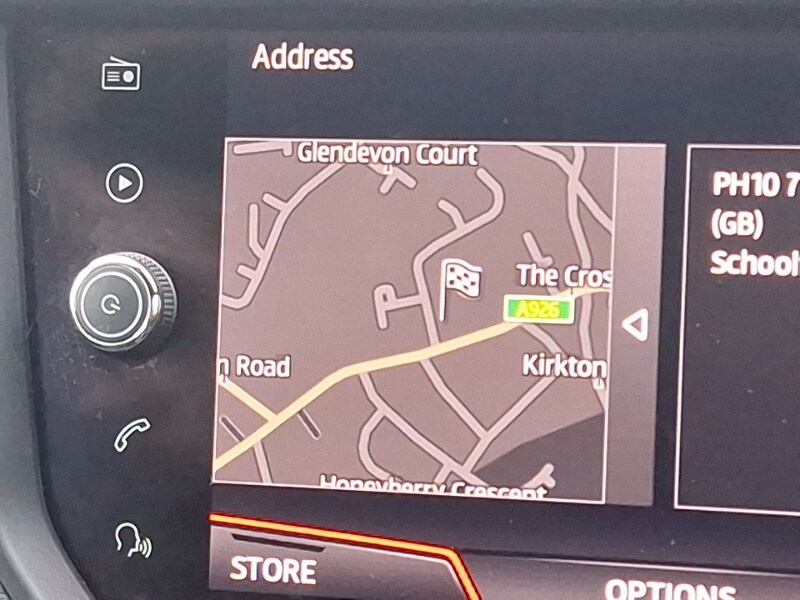 Address
Glendevon Court
PH10 7
(GB)
School
The Cros
A926
n Road
Kirkton
Honeyberry Crescent
STORE
OPTIONS